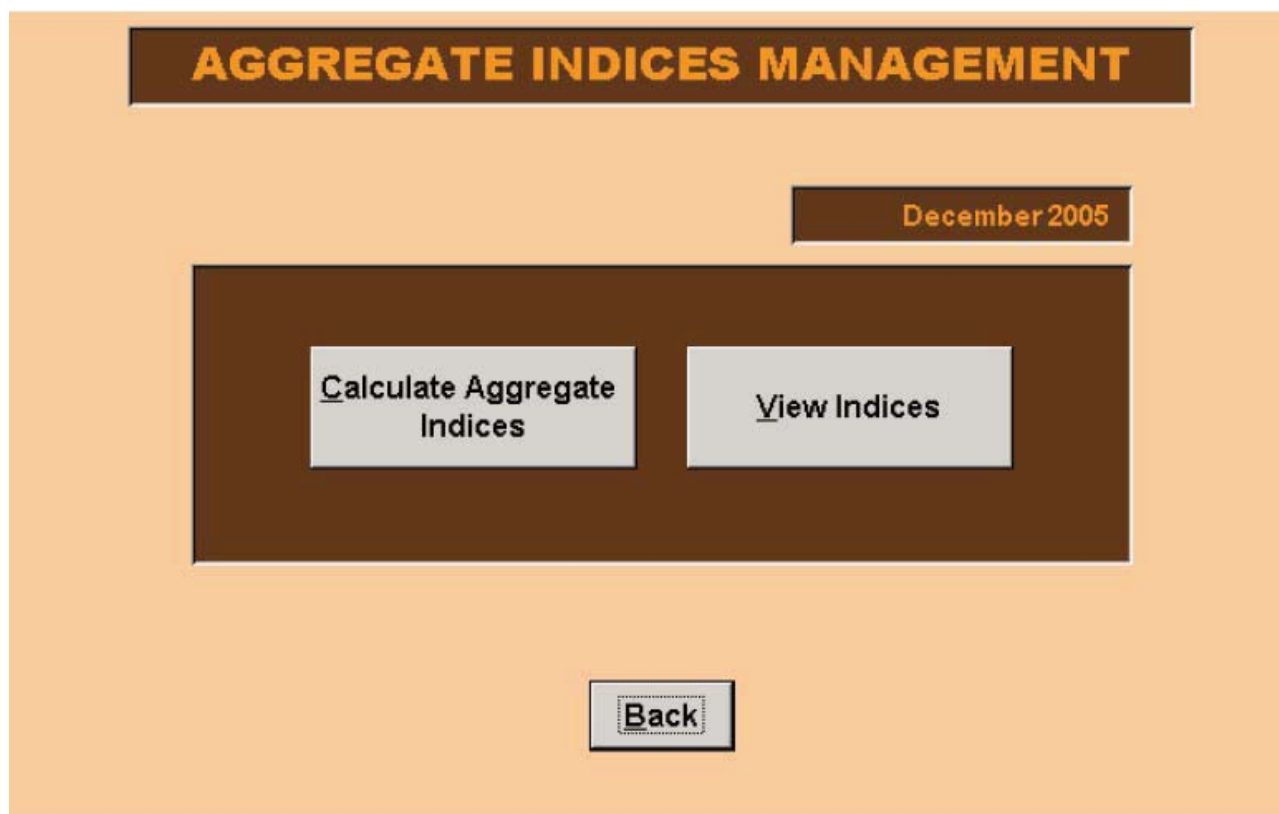 AGGREGATE INDICES MANAGEMENT
December 2005
Calculate Aggregate
Indices
View Indices
Back